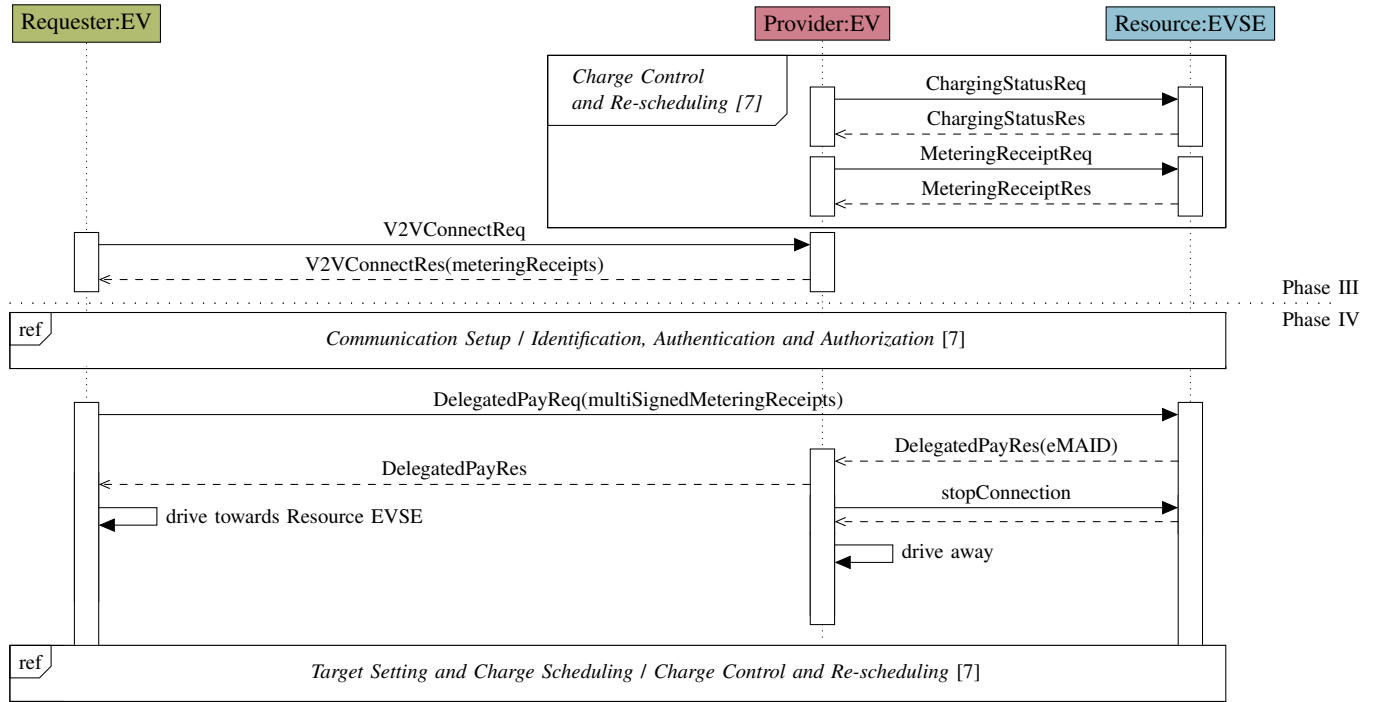 Requester:EV
Provider:EV
Resource:EVSE
Charge Control
and Re-scheduling [7]
ChargingStatusReq
ChargingStatusRes
MeteringReceiptReq
MeteringReceiptRes
V2VConnectReq
V2VConnectRes(meteringReceipts)
Phase III
Phase IV
ref
Communication Setup / Identification, Authentication and Authorization [7]
DelegatedPayReq(multiSignedMeteringReceipts)
DelegatedPayRes(eMAID)
DelegatedPayRes
stopConnection
drive towards Resource EVSE
drive away
ref
Target Setting and Charge Scheduling / Charge Control and Re-scheduling [7]